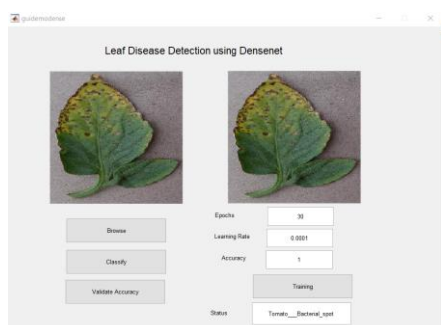 guidemodense
Leaf Disease Detection using Densenet
Epochs 30
Browse
Learning Rate 0.0001
Classify
Accuracy 1
Validate Accuracy
Training
Status Tomato___Bacterial_spot